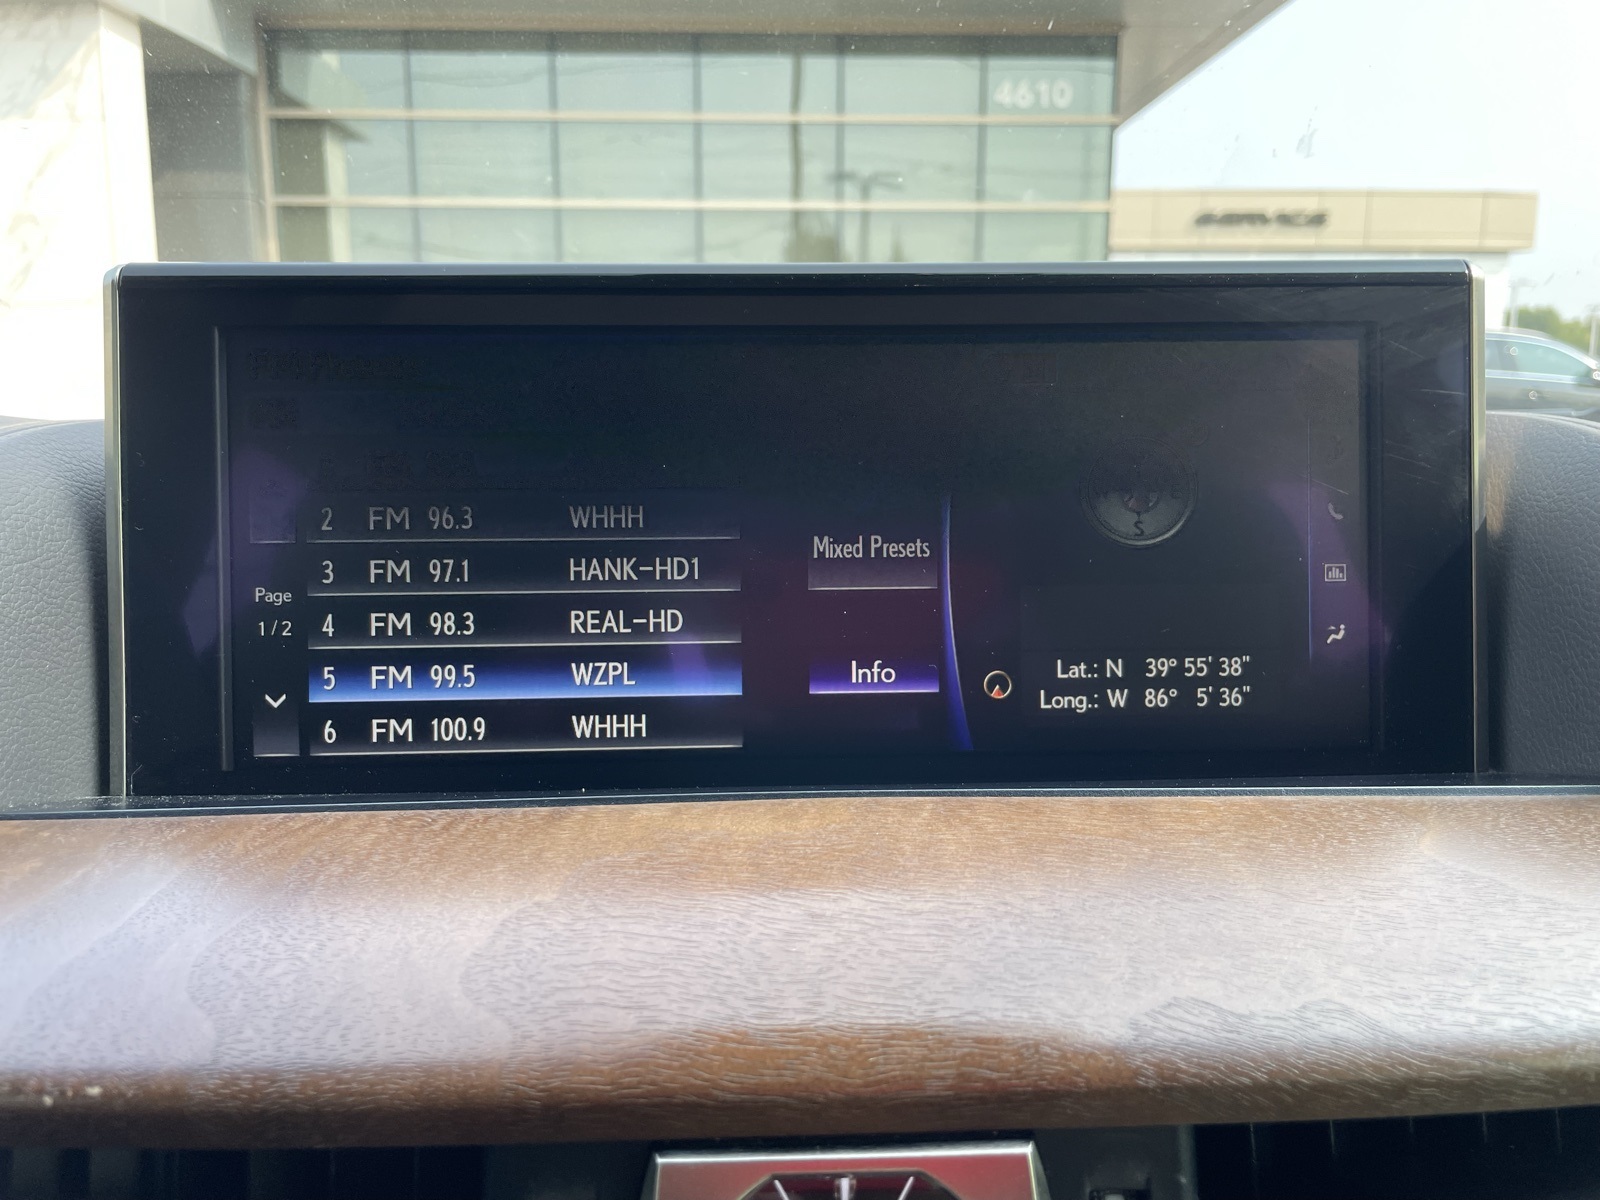 4610
SERVICE
2 FM 96.3 WHHH
3 FM 97.1 HANK-HD1
4 FM 98.3 REAL-HD
5 FM 99.5 WZPL
6 FM 100.9 WHHH
Page
1/2
Mixed Presets
Info
S
Lat.: N 39° 55' 38"
Long.: W 86° 5' 36"